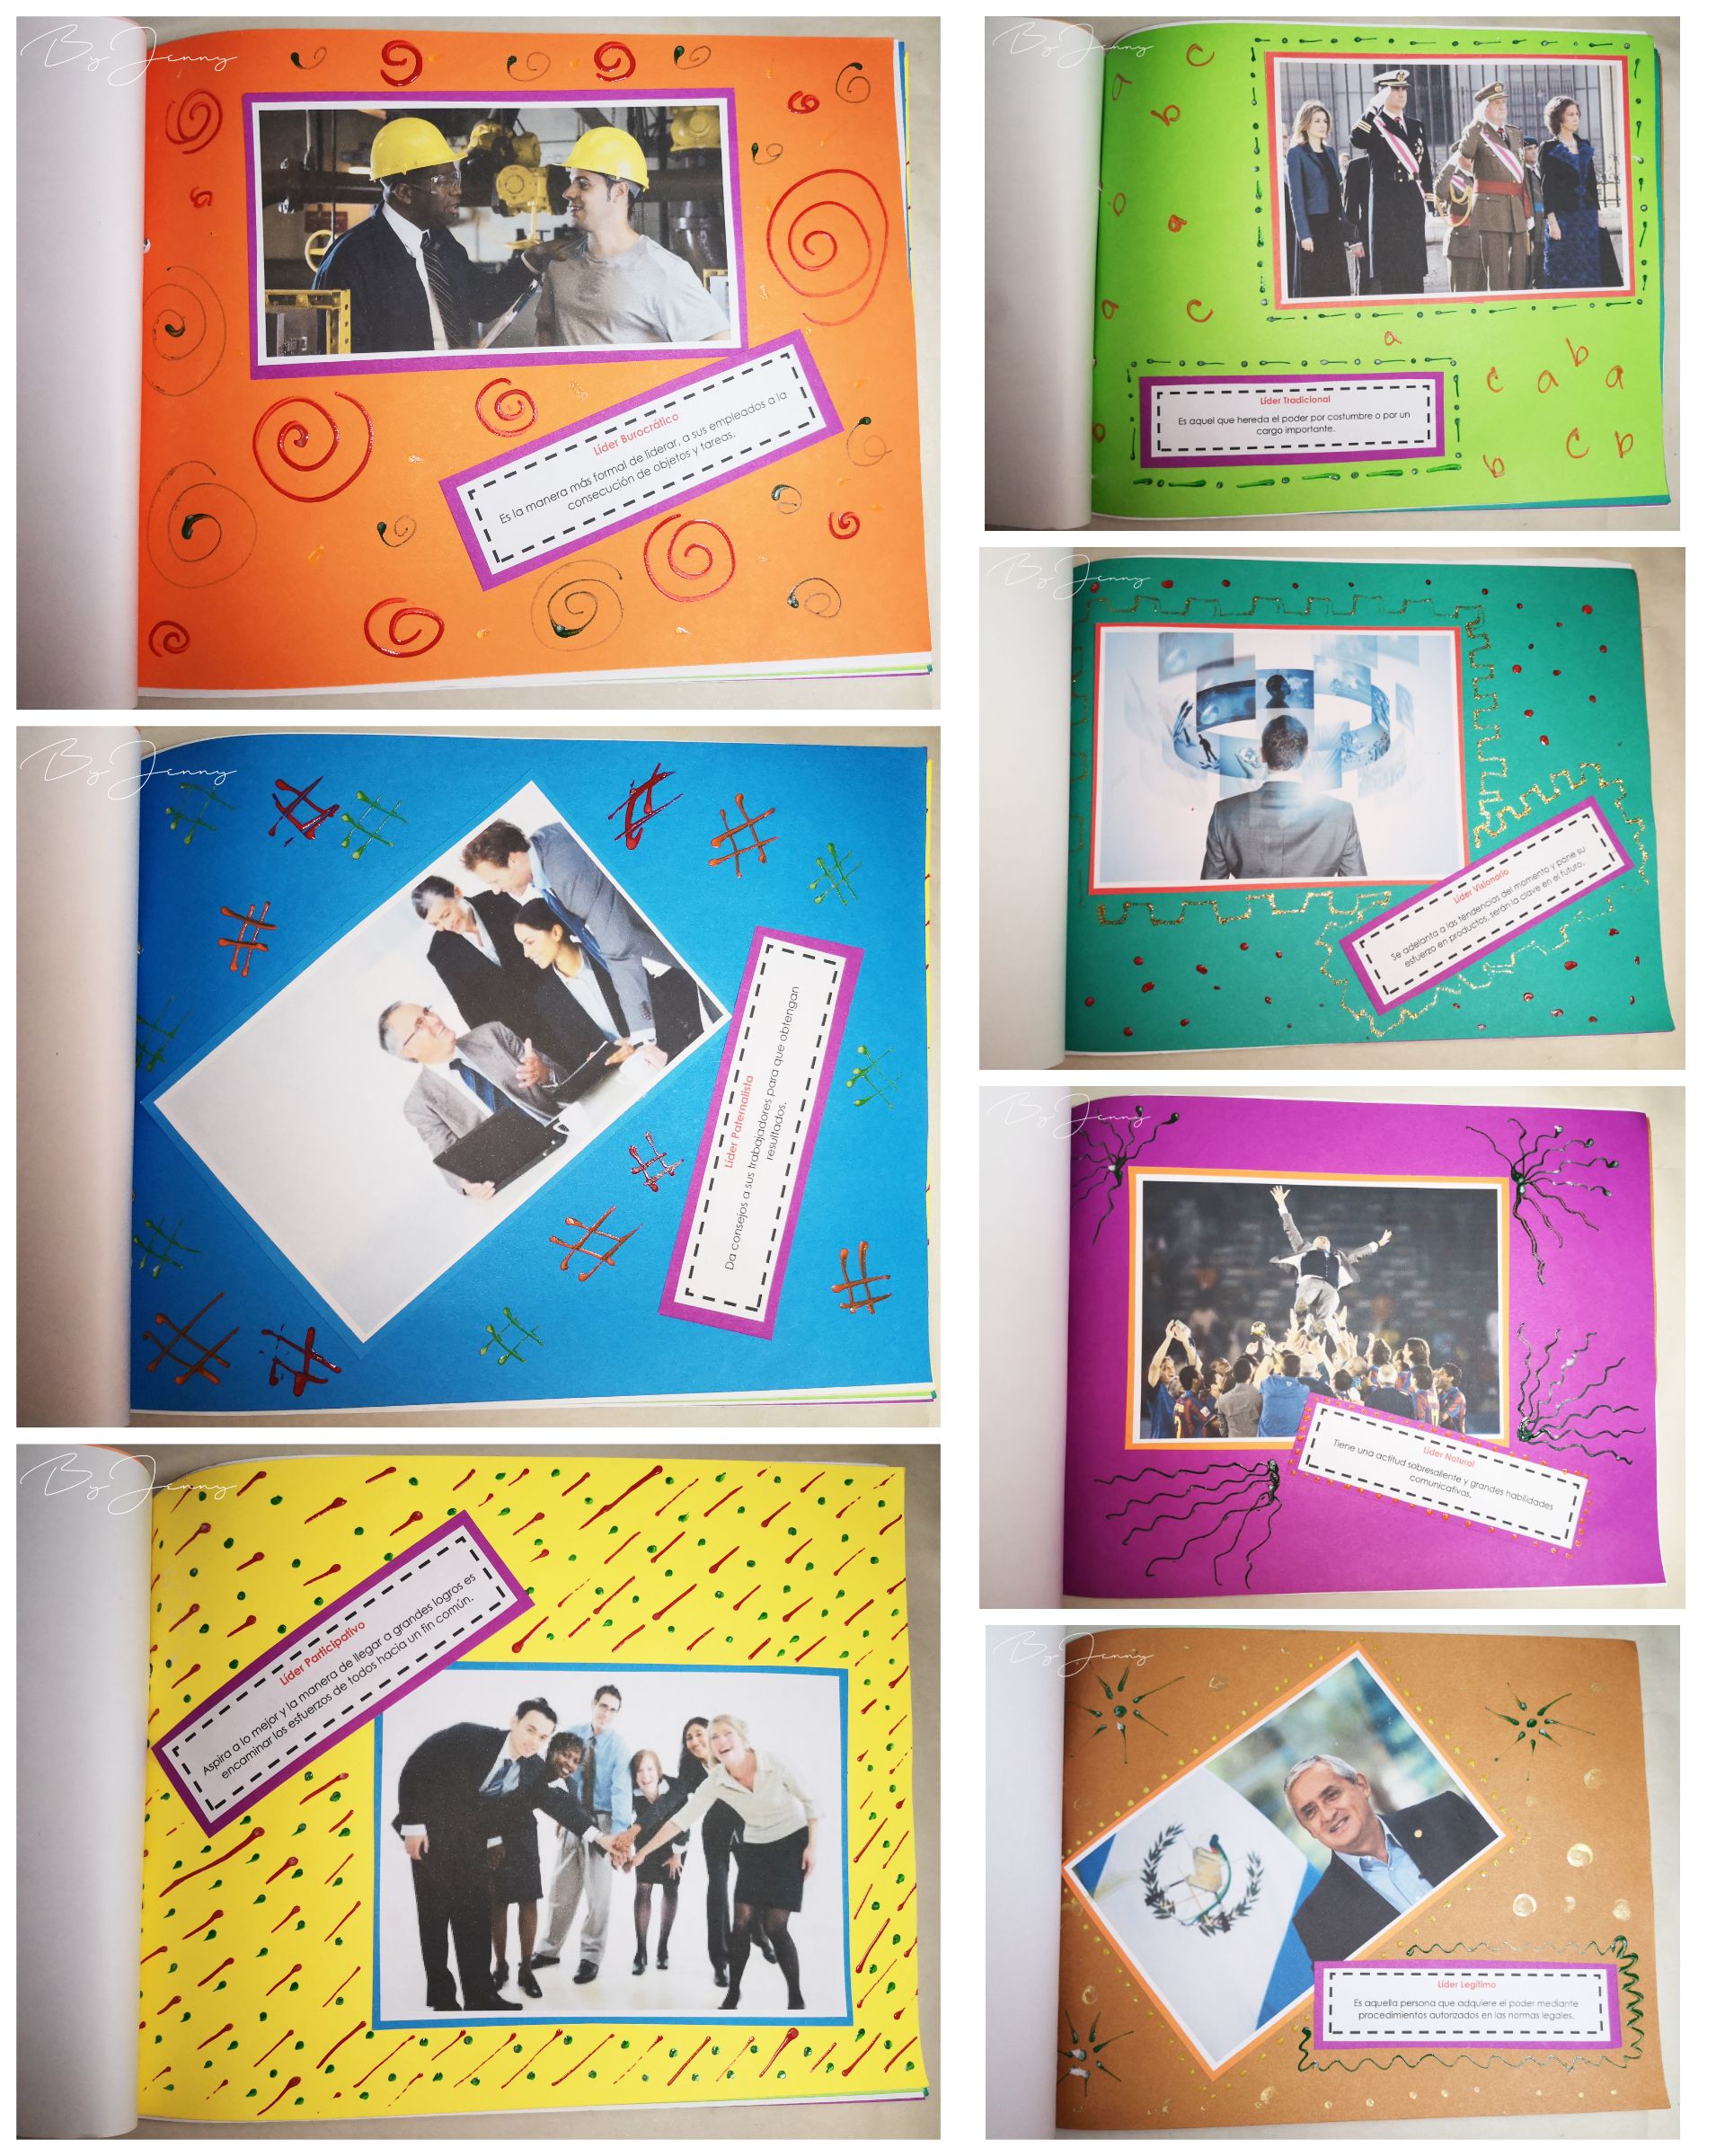 By Jenny
Líder Burocrático
Es la manera más formal de liderar, a sus empleados a la
consecución de objetos y tareas.
By Jenny
Líder Paternalista
Da consejos a sus trabajadores para que obtengan
resultados.
By Jenny
Líder Participativo
Aspira a lo mejor y la manera de llegar a grandes logros es
encaminar los esfuerzos de todos hacia un fin común.
By Jenny
a c
b
a
b
a
a c
a
b
c a a
b
c b
b
Líder Tradicional
Es aquel que hereda el poder por costumbre o por un
cargo importante.
By Jenny
Líder Visionario
Se adelanta a las tendencias del momento y pone su
esfuerzo en productos, serán la clave en el futuro.
By Jenny
Líder Natural
Tiene una actitud sobresaliente y grandes habilidades
comunicativas.
By Jenny
Líder Legítimo
Es aquella persona que adquiere el poder mediante
procedimientos autorizados en las normas legales.